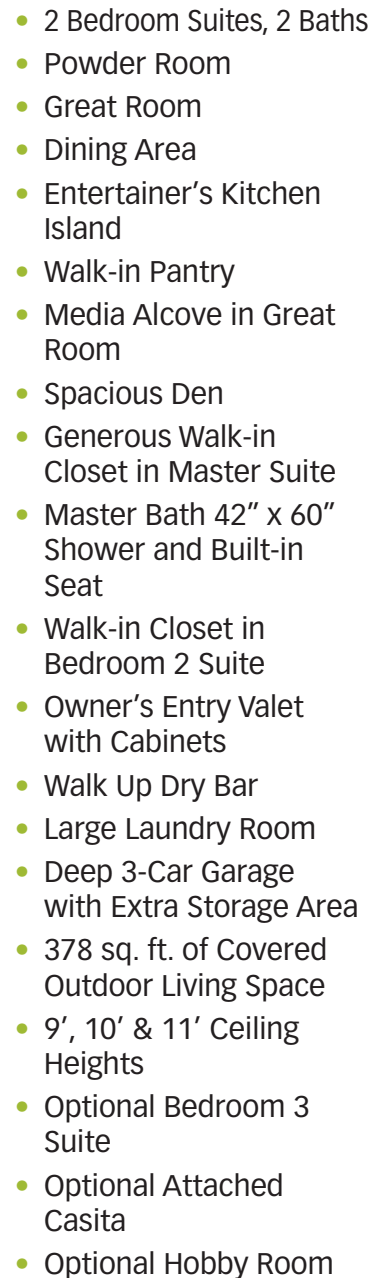 • 2 Bedroom Suites, 2 Baths
• Powder Room
• Great Room
• Dining Area
• Entertainer’s Kitchen
Island
• Walk-in Pantry
• Media Alcove in Great
Room
• Spacious Den
• Generous Walk-in
Closet in Master Suite
• Master Bath 42” x 60”
Shower and Built-in
Seat
• Walk-in Closet in
Bedroom 2 Suite
• Owner’s Entry Valet
with Cabinets
• Walk Up Dry Bar
• Large Laundry Room
• Deep 3-Car Garage
with Extra Storage Area
• 378 sq. ft. of Covered
Outdoor Living Space
• 9’, 10’ & 11’ Ceiling
Heights
• Optional Bedroom 3
Suite
• Optional Attached
Casita
• Optional Hobby Room